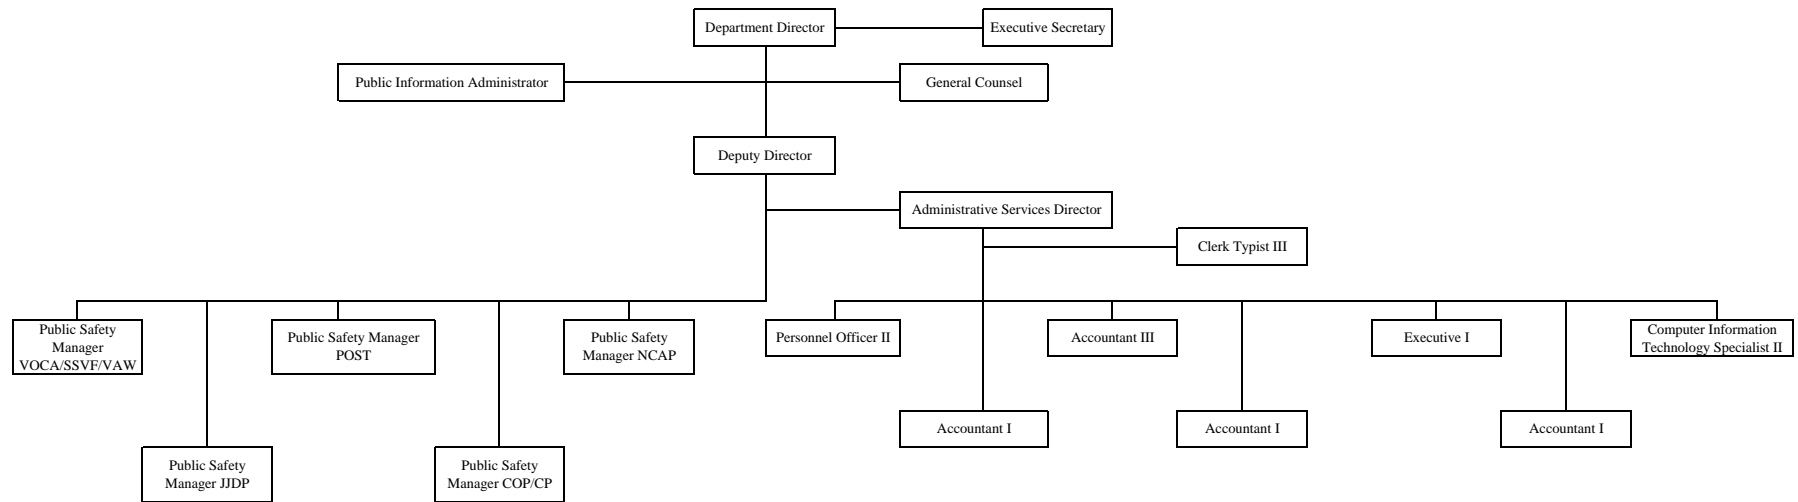 Department Director
Executive Secretary
Public Information Administrator
General Counsel
Deputy Director
Administrative Services Director
Clerk Typist III
Public Safety
Manager
VOCA/SSVF/VAW
Public Safety Manager
POST
Public Safety
Manager NCAP
Personnel Officer II
Accountant III
Executive I
Computer Information
Technology Specialist II
Accountant I
Accountant I
Accountant I
Public Safety
Manager JJDP
Public Safety
Manager COP/CP